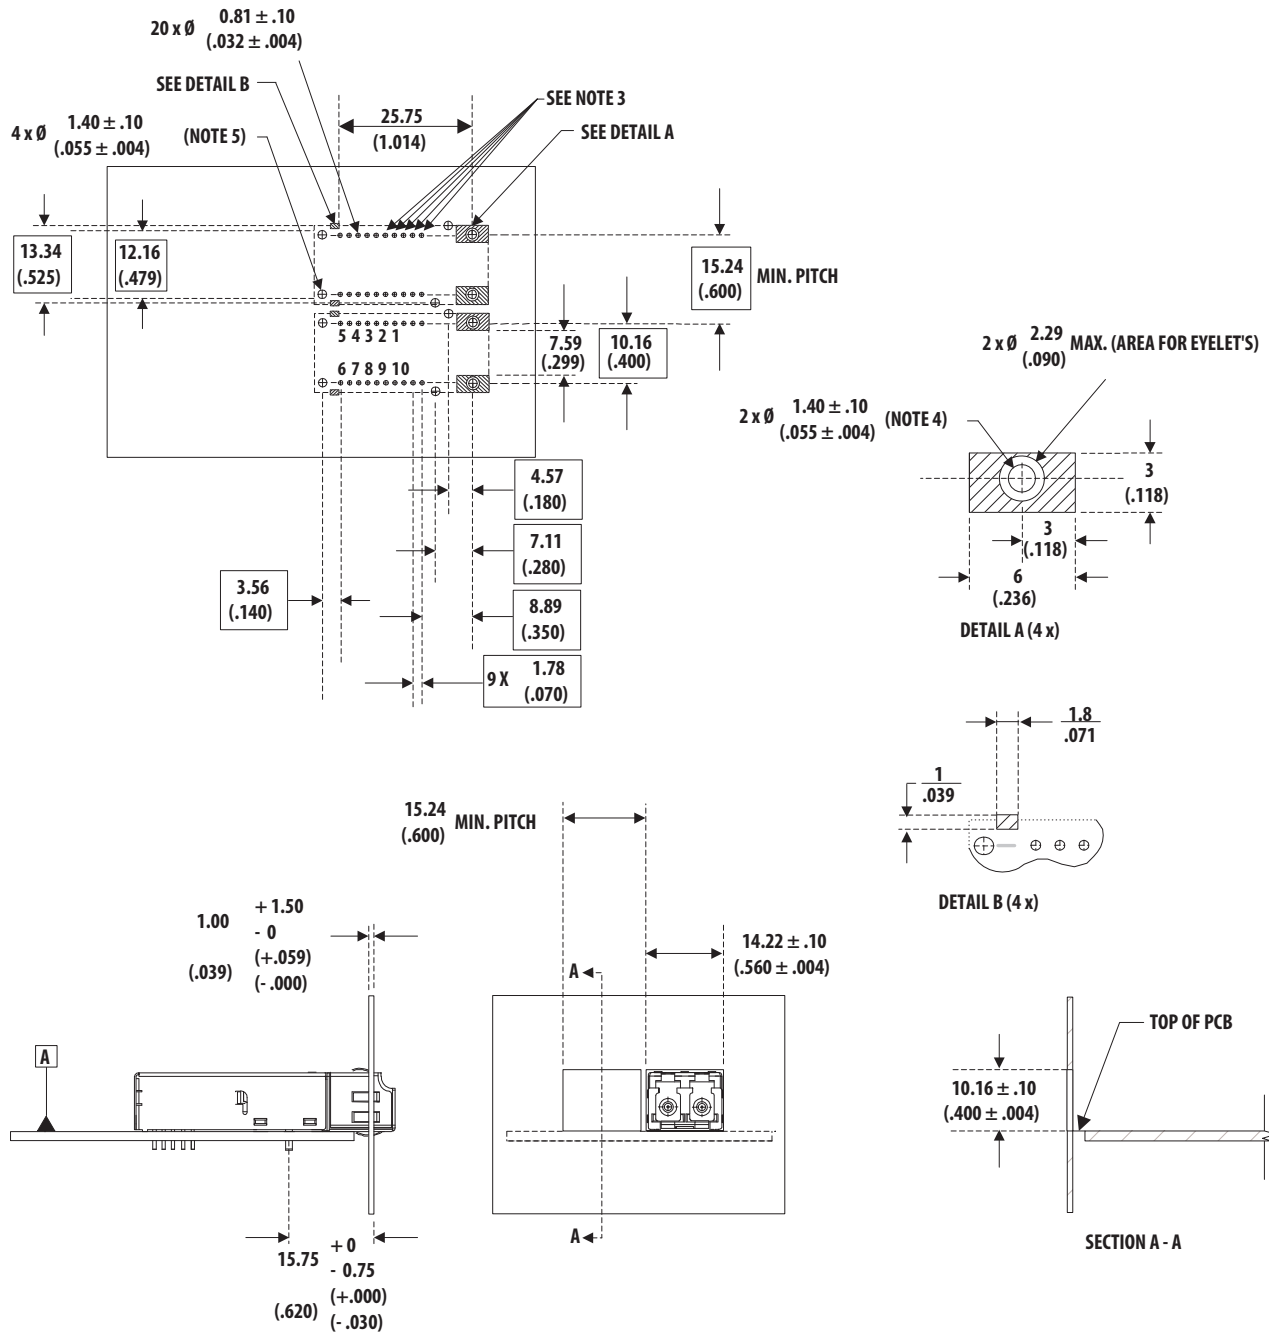 20 x Ø 0.81 ± .10
(.032 ± .004)
SEE DETAIL B
SEE NOTE 3
25.75
(1.014)
SEE DETAIL A
4 x Ø 1.40 ± .10
(.055 ± .004)
(NOTE 5)
13.34
(.525)
12.16
(.479)
15.24
(.600)
MIN. PITCH
5 4 3 2 1
6 7 8 9 10
7.59
(.299)
10.16
(.400)
2 x Ø 2.29
(.090)
MAX. (AREA FOR EYELET'S)
2 x Ø 1.40 ± .10
(.055 ± .004)
(NOTE 4)
3
(.118)
3
(.118)
6
(.236)
DETAIL A (4 x)
4.57
(.180)
7.11
(.280)
3.56
(.140)
8.89
(.350)
9 X 1.78
(.070)
1.8
.071
1
.039
DETAIL B (4 x)
15.24
(.600)
MIN. PITCH
1.00 + 1.50
- 0
(.039) (+.059)
(- .000)
14.22 ± .10
(.560 ± .004)
A
A
A
TOP OF PCB
10.16 ± .10
(.400 ± .004)
SECTION A - A
15.75 + 0
- 0.75
(.620) (+.000)
(- .030)